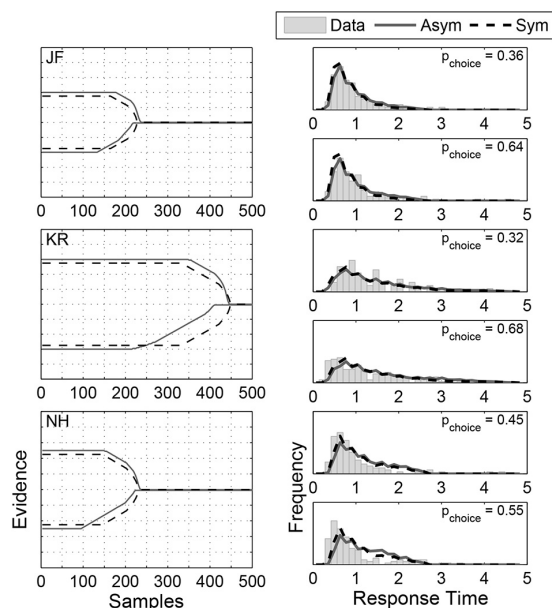 Data Asym Sym
JF
0 100 200 300 400 500
KR
0 100 200 300 400 500
NH
0 100 200 300 400 500
Evidence
Samples
p_choice = 0.36
0 1 2 3 4 5
p_choice = 0.64
0 1 2 3 4 5
p_choice = 0.32
0 1 2 3 4 5
p_choice = 0.68
0 1 2 3 4 5
p_choice = 0.45
0 1 2 3 4 5
p_choice = 0.55
0 1 2 3 4 5
Frequency
Response Time